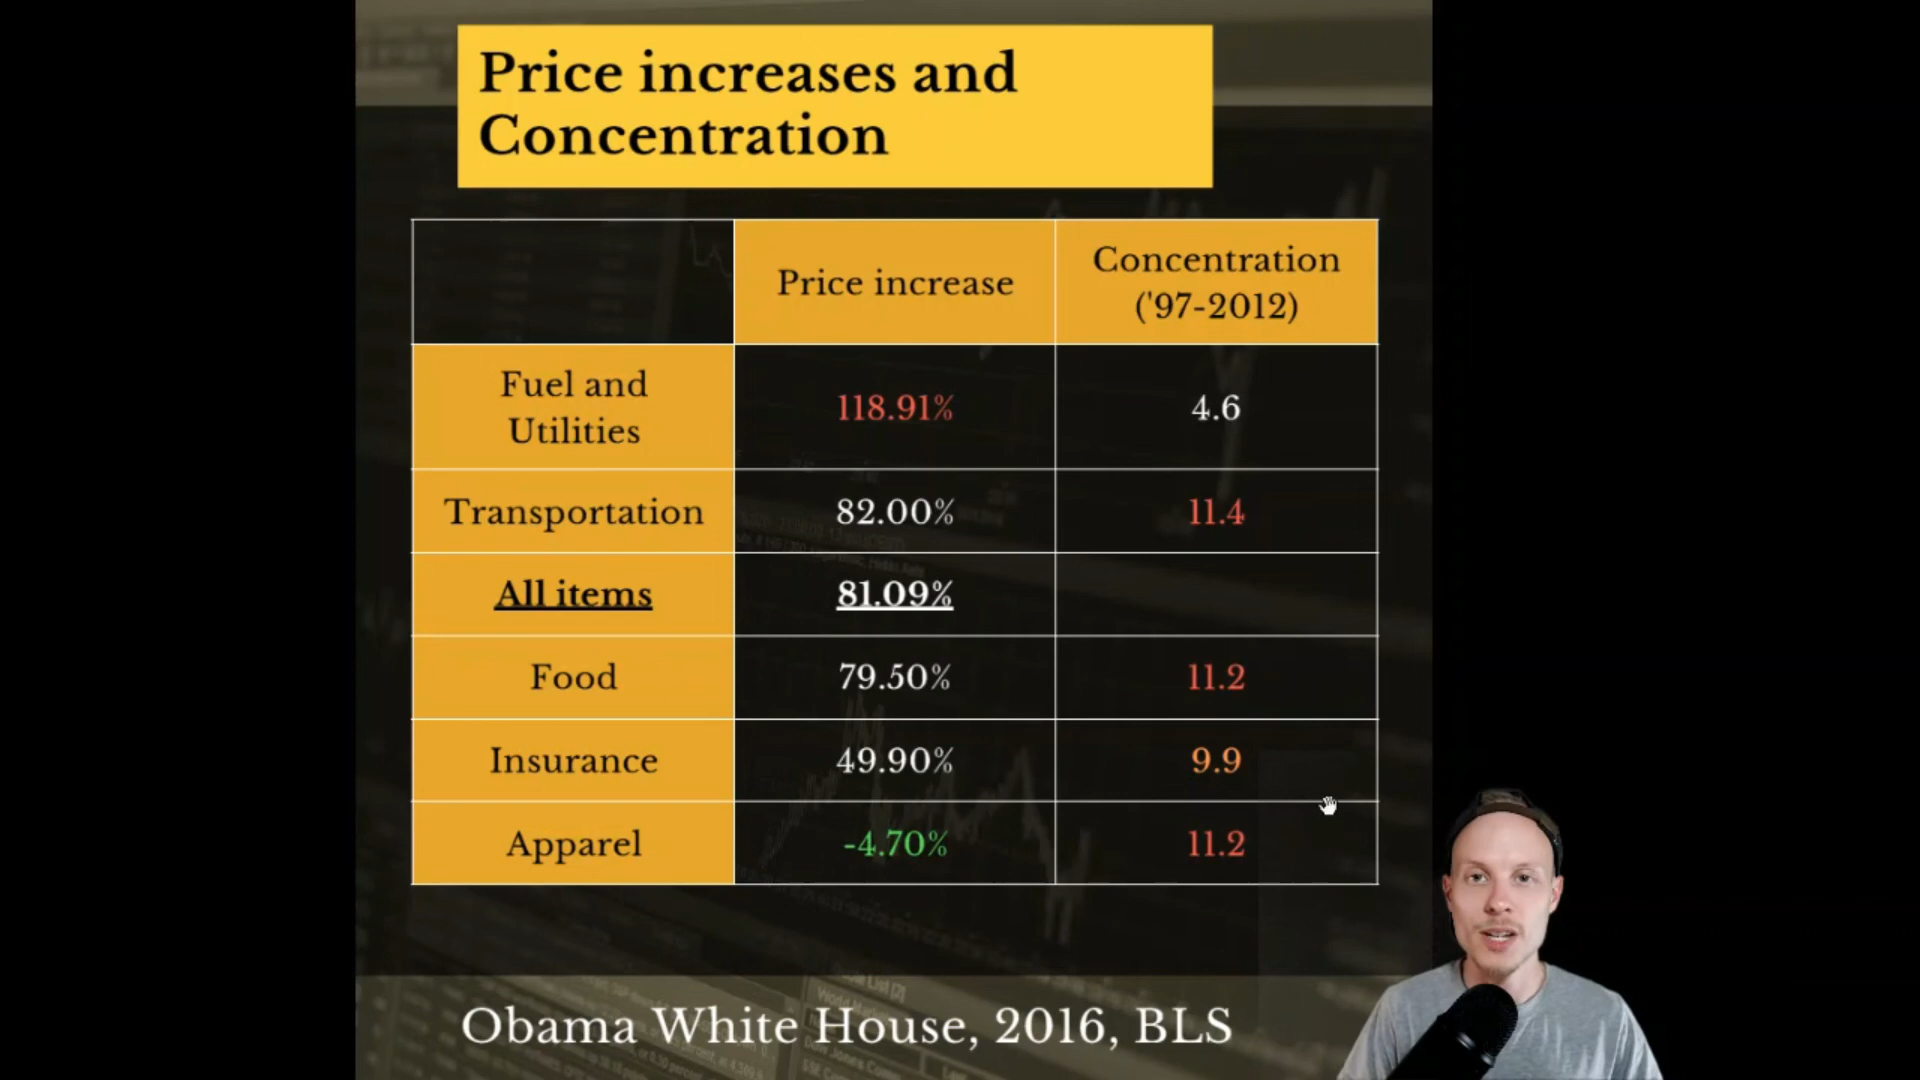 Price increases and
Concentration
Price increase
Concentration
('97-2012)
Fuel and
Utilities
118.91%
4.6
Transportation
82.00%
11.4
All items
81.09%
Food
79.50%
11.2
Insurance
49.90%
9.9
Apparel
-4.70%
11.2
Obama White House, 2016, BLS